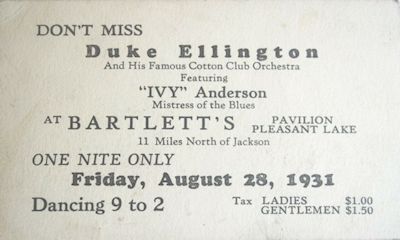 DON'T MISS
Duke Ellington
And His Famous Cotton Club Orchestra
Featuring
"IVY" Anderson
Mistress of the Blues
AT BARTLETT'S PAVILION PLEASANT LAKE
11 Miles North of Jackson
ONE NITE ONLY
Friday, August 28, 1931
Dancing 9 to 2 Tax LADIES $1.00
GENTLEMEN $1.50